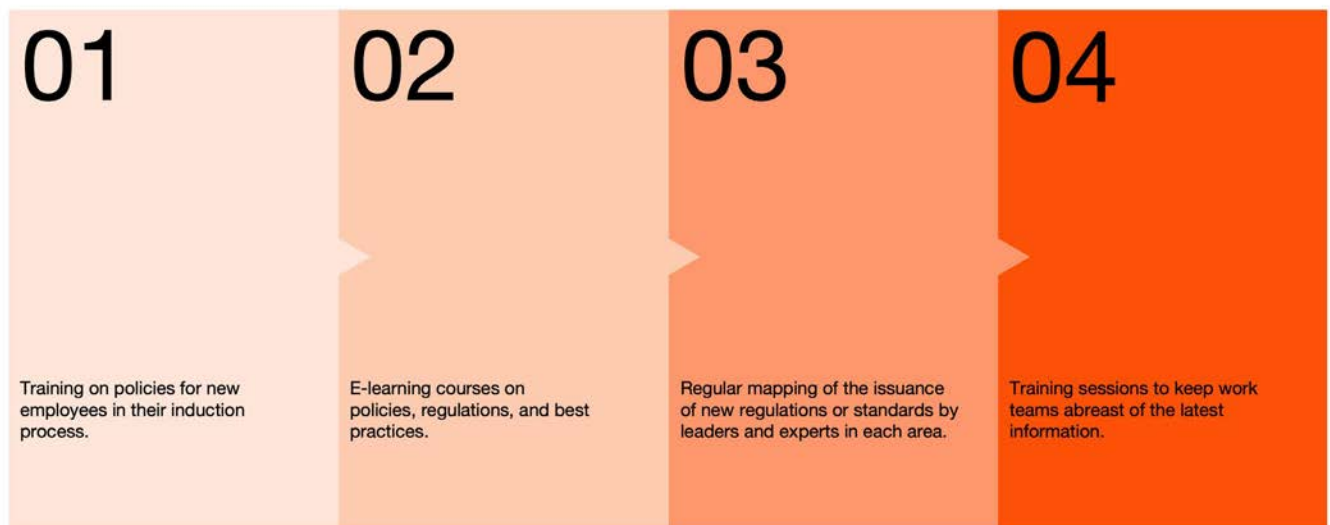 01
Training on policies for new
employees in their induction
process.
02
E-learning courses on
policies, regulations, and best
practices.
03
Regular mapping of the issuance
of new regulations or standards by
leaders and experts in each area.
04
Training sessions to keep work
teams abreast of the latest
information.